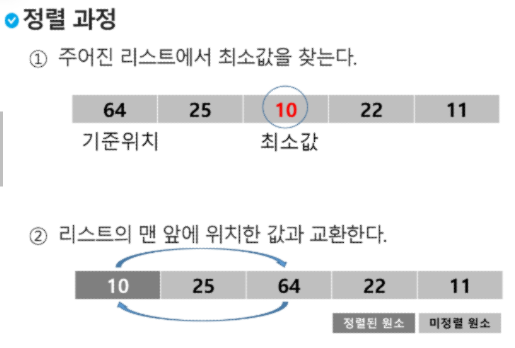 정렬 과정
① 주어진 리스트에서 최소값을 찾는다.
64 25 10 22 11
기준위치 최소값
② 리스트의 맨 앞에 위치한 값과 교환한다.
10 25 64 22 11
정렬된 원소 미정렬 원소